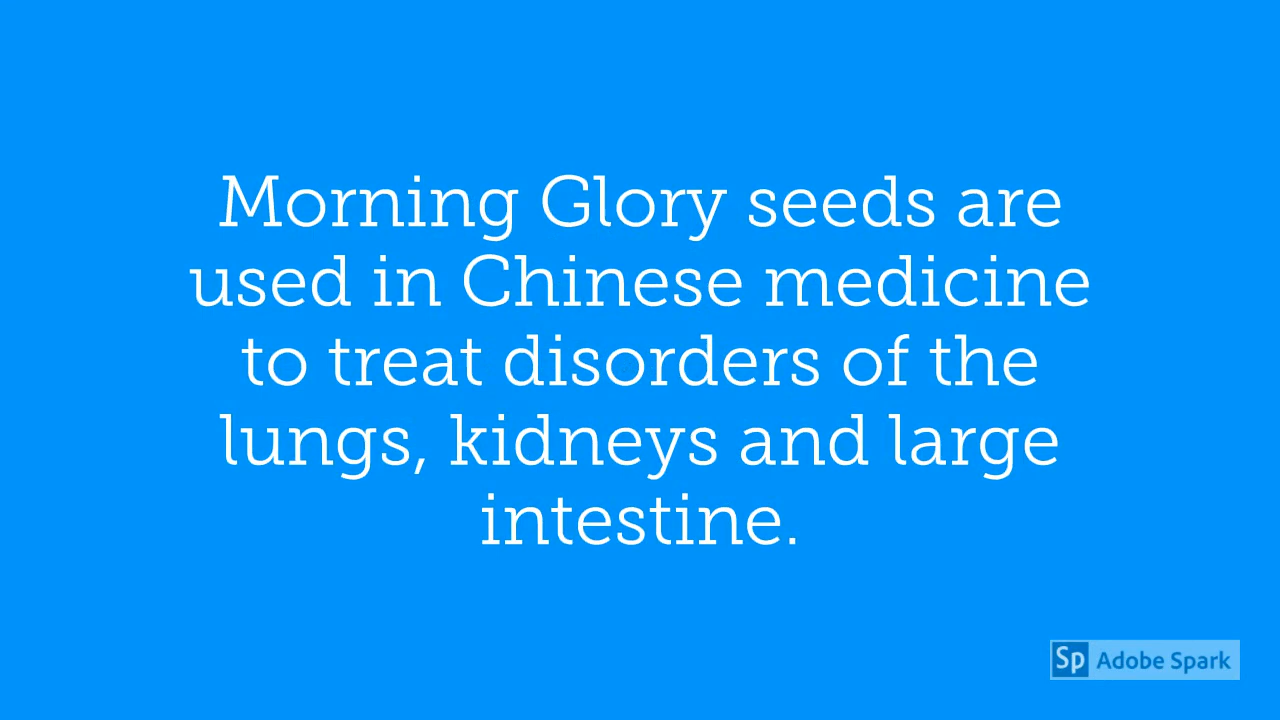 Morning Glory seeds are
used in Chinese medicine
to treat disorders of the
lungs, kidneys and large
intestine.
Sp Adobe Spark